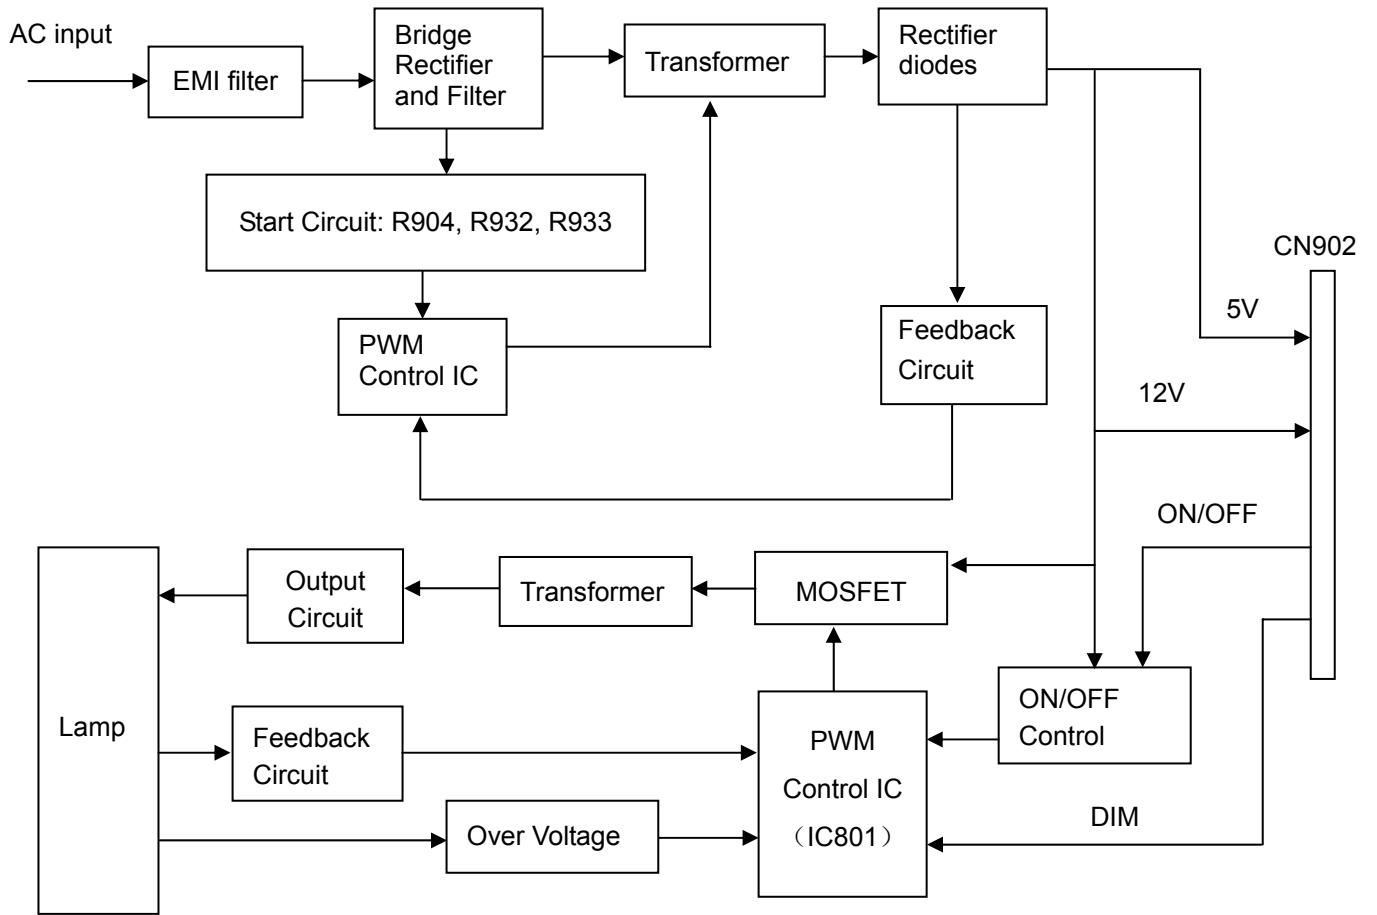 AC input
EMI filter
Bridge
Rectifier
and Filter
Transformer
Rectifier
diodes
Start Circuit: R904, R932, R933
CN902
PWM
Control IC
Feedback
Circuit
5V
12V
ON/OFF
Output
Circuit
Transformer
MOSFET
Lamp
Feedback
Circuit
Over Voltage
PWM
Control IC
（IC801）
ON/OFF
Control
DIM